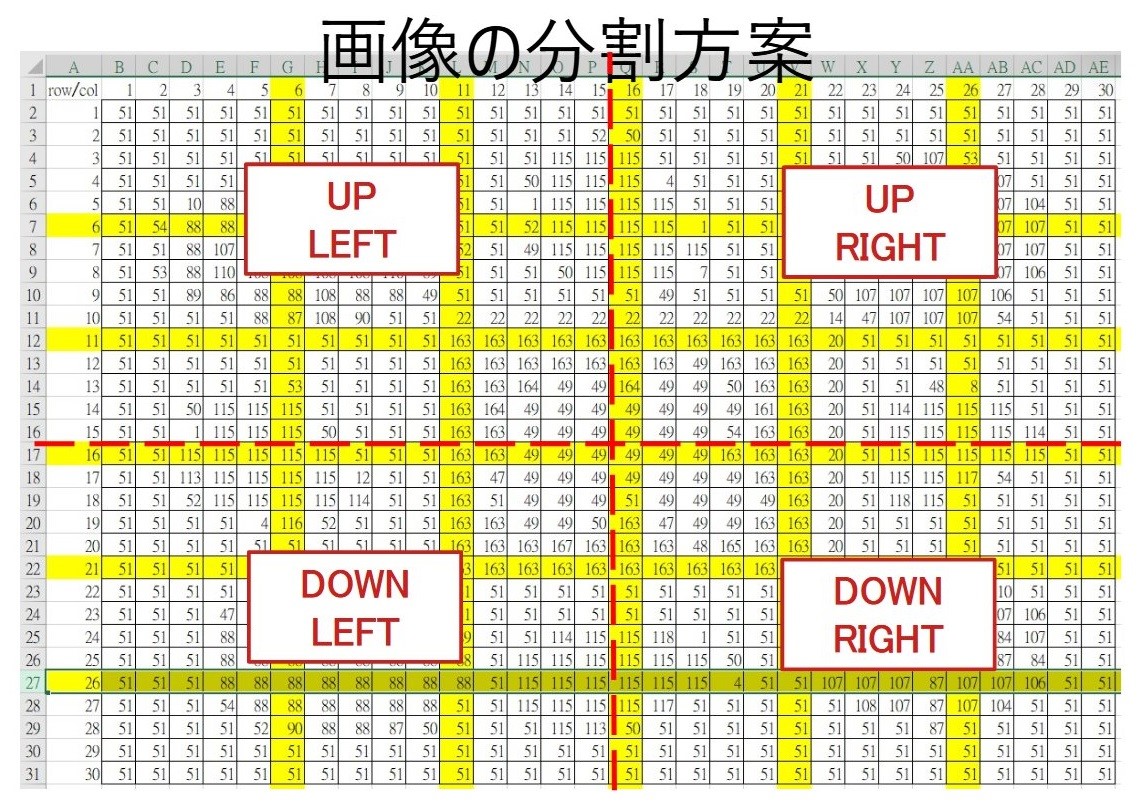 画像の分割方案
A B C D E F G W X Y Z AA AB AC AD AE
1 row/col 1 2 3 4 5 6 7 8 9 10 11 12 13 14 15 16 17 18 19 20 21 22 23 24 25 26 27 28 29 30
2 1 51 51 51 51 51 51 51 51 51 51 51 51 51 51 51 51 51 51 51 51 51 51 51 51 51 51 51 51 51 51
3 2 51 51 51 51 51 51 51 51 51 51 51 51 51 51 52 50 51 51 51 51 51 51 51 51 51 51 51 51 51 51
4 3 51 51 51 51 51 51 51 51 51 51 51 51 51 115 115 115 51 51 51 51 51 51 51 50 107 53 51 51 51 51
5 4 51 51 51 51 51 51 50 115 115 115 4 51 51 51 07 51 51 51
6 5 51 51 10 88 51 51 1 115 115 115 115 51 51 51 07 104 51 51
7 6 51 54 88 88 51 51 52 115 115 115 115 1 51 51 07 107 51 51
8 7 51 51 88 107 2 51 49 115 115 115 115 115 51 51 07 107 51 51
9 8 51 53 88 110 51 51 51 50 115 115 115 7 51 51 07 106 51 51
10 9 51 51 89 86 88 88 108 88 88 49 51 51 51 51 51 51 49 51 51 51 51 50 107 107 107 107 106 51 51 51
11 10 51 51 51 51 88 87 108 90 51 51 22 22 22 22 22 22 22 22 22 22 22 14 47 107 107 107 54 51 51 51
12 11 51 51 51 51 51 51 51 51 51 51 163 163 163 163 163 163 163 163 163 163 163 20 51 51 51 51 51 51 51 51
13 12 51 51 51 51 51 51 51 51 51 51 163 163 163 163 163 163 163 49 163 163 163 20 51 51 51 51 51 51 51 51
14 13 51 51 51 51 51 53 51 51 51 51 163 163 164 49 49 164 49 49 50 163 163 20 51 51 48 8 51 51 51 51
15 14 51 51 50 115 115 115 51 51 51 51 163 164 49 49 49 49 49 49 49 161 163 20 51 114 115 115 115 51 51 51
16 15 51 51 1 115 115 115 50 51 51 51 163 163 49 49 49 49 49 49 54 163 163 20 51 115 115 115 115 114 51 51
17 16 51 51 115 115 115 115 115 51 51 51 163 163 49 49 49 49 49 49 163 163 163 20 51 115 115 115 115 115 51 51
18 17 51 51 113 115 115 115 115 12 51 51 163 47 49 49 49 49 49 49 49 163 163 20 51 115 115 117 54 51 51 51
19 18 51 51 52 115 115 115 115 114 51 51 163 51 49 49 49 51 49 49 49 49 163 20 51 118 115 51 51 51 51 51
20 19 51 51 51 51 4 116 52 51 51 51 163 163 49 49 50 163 47 49 49 163 163 20 51 51 51 51 51 51 51 51
21 20 51 51 51 51 51 51 51 51 51 51 163 163 163 167 163 163 163 48 165 163 163 20 51 51 51 51 51 51 51 51
22 21 51 51 51 51 3 163 163 163 163 163 163 163 163 163 51 51 51 51
23 22 51 51 51 51 1 51 51 51 51 51 51 51 51 51 10 51 51 51
24 23 51 51 51 47 1 51 51 51 51 51 51 51 51 51 07 106 51 51
25 24 51 51 51 88 9 51 51 114 115 115 118 1 51 51 84 107 51 51
26 25 51 51 51 88 8 51 115 115 115 115 115 115 50 51 87 84 51 51
27 26 51 51 51 88 88 88 88 88 88 88 88 51 115 115 115 115 115 115 4 51 51 107 107 107 87 107 107 106 51 51
28 27 51 51 51 54 88 88 88 88 88 88 51 51 115 115 115 115 117 51 51 51 51 51 108 107 87 107 104 51 51 51
29 28 51 51 51 51 52 90 88 88 87 50 51 51 51 115 113 50 51 51 51 51 51 51 51 51 87 51 51 51 51 51
30 29 51 51 51 51 51 51 51 51 51 51 51 51 51 51 51 51 51 51 51 51 51 51 51 51 51 51 51 51 51 51
31 30 51 51 51 51 51 51 51 51 51 51 51 51 51 51 51 51 51 51 51 51 51 51 51 51 51 51 51 51 51 51
UP
LEFT
UP
RIGHT
DOWN
LEFT
DOWN
RIGHT